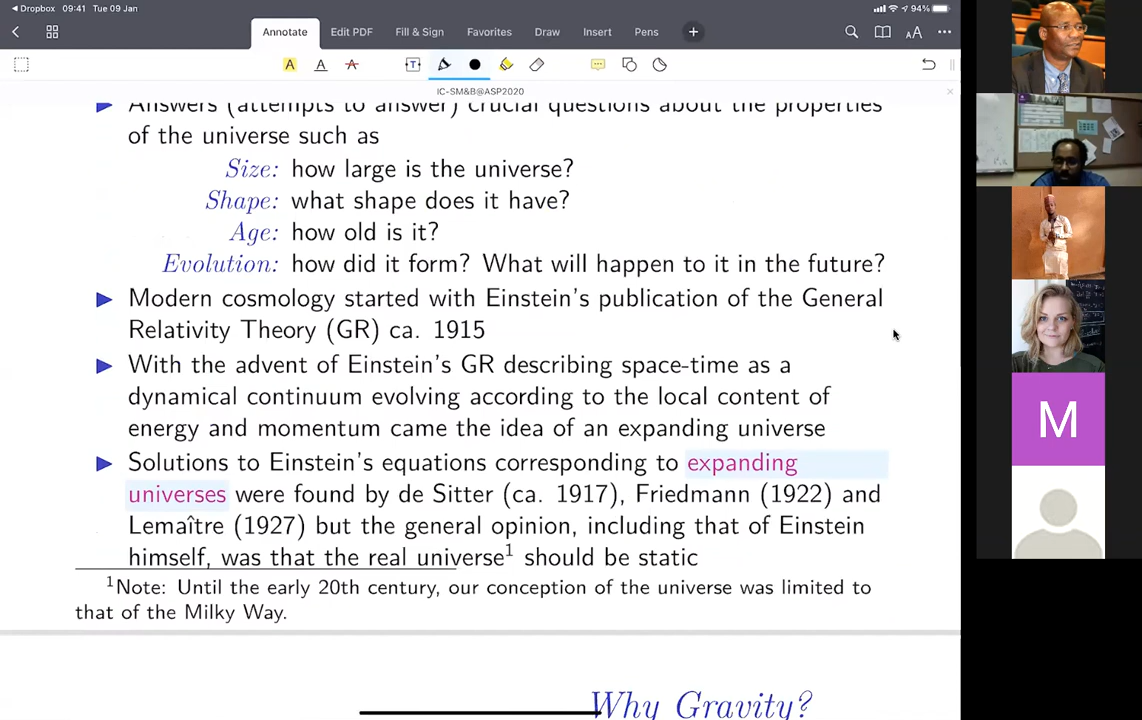 Dropbox 09:41 Tue 09 Jan 94%
Annotate Edit PDF Fill & Sign Favorites Draw Insert Pens
AA
A A A T
IC-SM&B@ASP2020
Answers (attempts to answer) crucial questions about the properties
of the universe such as
Size: how large is the universe?
Shape: what shape does it have?
Age: how old is it?
Evolution: how did it form? What will happen to it in the future?
Modern cosmology started with Einstein's publication of the General
Relativity Theory (GR) ca. 1915
With the advent of Einstein's GR describing space-time as a
dynamical continuum evolving according to the local content of
energy and momentum came the idea of an expanding universe
Solutions to Einstein's equations corresponding to expanding
universes were found by de Sitter (ca. 1917), Friedmann (1922) and
Lemaître (1927) but the general opinion, including that of Einstein
himself, was that the real universe1 should be static
1Note: Until the early 20th century, our conception of the universe was limited to
that of the Milky Way.
Why Gravity?
M